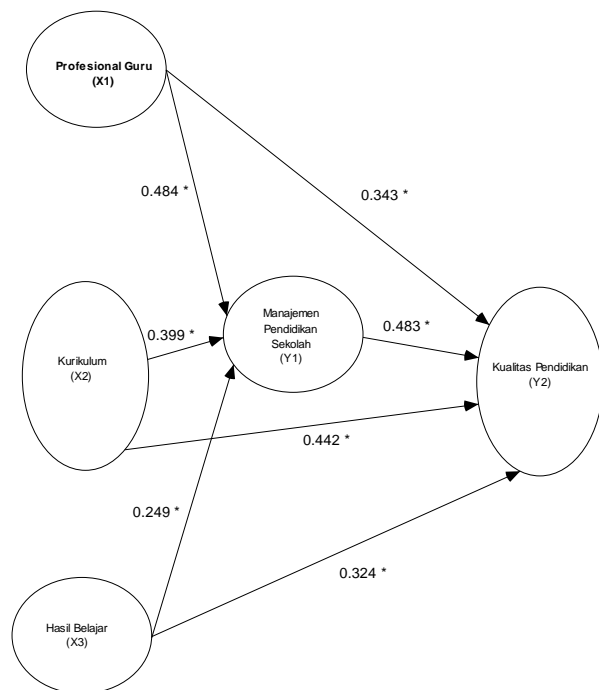 Profesional Guru
(X1)
0.484 *
0.343 *
Manajemen
Pendidikan
Sekolah
(Y1)
0.399 *
0.483 *
Kurikulum
(X2)
Kualitas Pendidikan
(Y2)
0.442 *
0.249 *
0.324 *
Hasil Belajar
(X3)